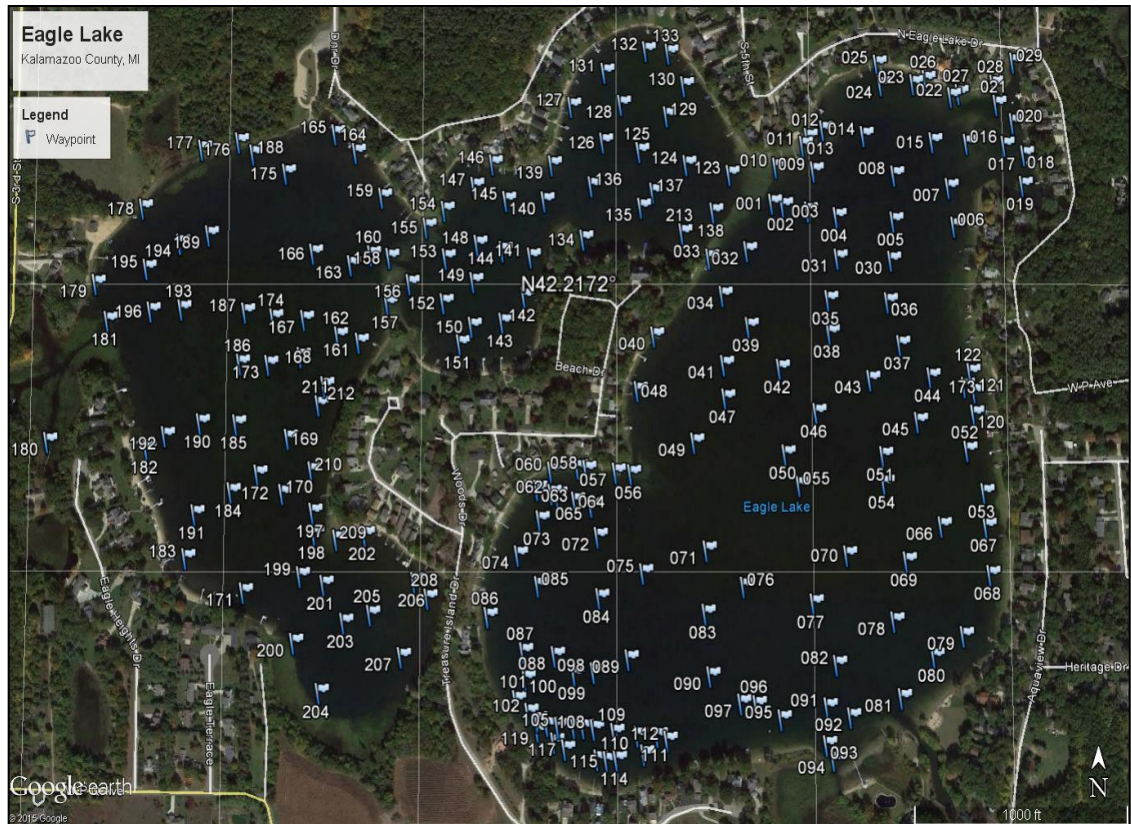 Eagle Lake
Kalamazoo County, MI
Legend
Waypoint
N Eagle Lake Dr
S 5th St
S 3rd St
132 133
131 130
025 026 029
023 027 028
024 022 021
127 128 129 020
165 164 012 014 015 016
177 176 188 011 013 017 018
126 125
175 146 139 124 123 010 009 008
147 136 137 007 019
159 145 140 135 213 001 002 003
178 154 004 005 006
155 134 138
189 166 160 153 148 141 033 032
194 163 158 144 031 030
195
N42.2172°
179 156 152 149 034
196 193 187 174 162 157 142 035 036
181 167 150 143 039
186 161 151 040 038 037
173 168 Beach Dr 041 042 122
211 212 048 043 173 121
W P Ave
047 044
190 185 169 046 045 120
192 049 052
180 182 210 060 058 050 051
172 170 062 063 057 056 055 054
184 064 053
Woods Dr
Eagle Lake
191 197 065 066
209 073 072 067
183 198 202 074 071 070
199 208 085 075 076 069 068
171 201 206 086 084
205 083 077 078
Eagle Heights Dr
Treasure Island Dr
203 087 079
200 207 088 098 089 082 080
Aquaview Dr
Heritage Dr
101 100 090
099 096
204 102 097 095 091 081
Eagle Terrace
105 108 109 092
119 117 110 112 093
115 111 094
114
Google earth
© 2015 Google
1000 ft
N